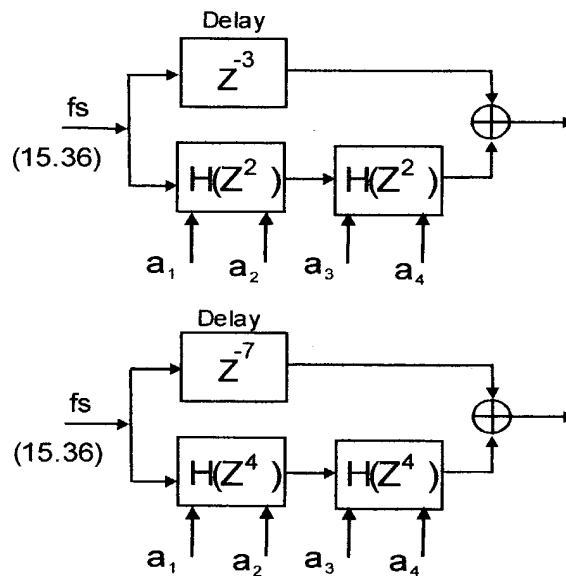 Delay
Z⁻³
fs
(15.36)
H(Z²) H(Z²)
a₁ a₂ a₃ a₄
Delay
Z⁻⁷
fs
(15.36)
H(Z⁴) H(Z⁴)
a₁ a₂ a₃ a₄